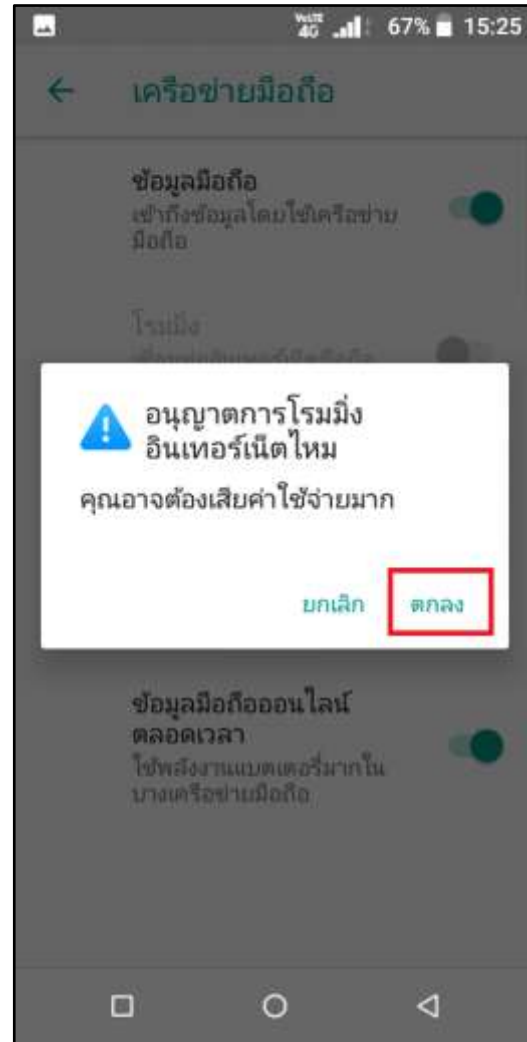 VoLTE
4G 67% 15:25
เครือข่ายมือถือ
ข้อมูลมือถือ
เข้าถึงข้อมูลโดยใช้เครือข่าย
มือถือ
โรมมิ่ง
อนุญาตการโรมมิ่ง
อินเทอร์เน็ตไหม
คุณอาจต้องเสียค่าใช้จ่ายมาก
ยกเลิก ตกลง
ข้อมูลมือถือออนไลน์
ตลอดเวลา
ใช้พลังงานแบตเตอรี่มากใน
บางเครือข่ายมือถือ